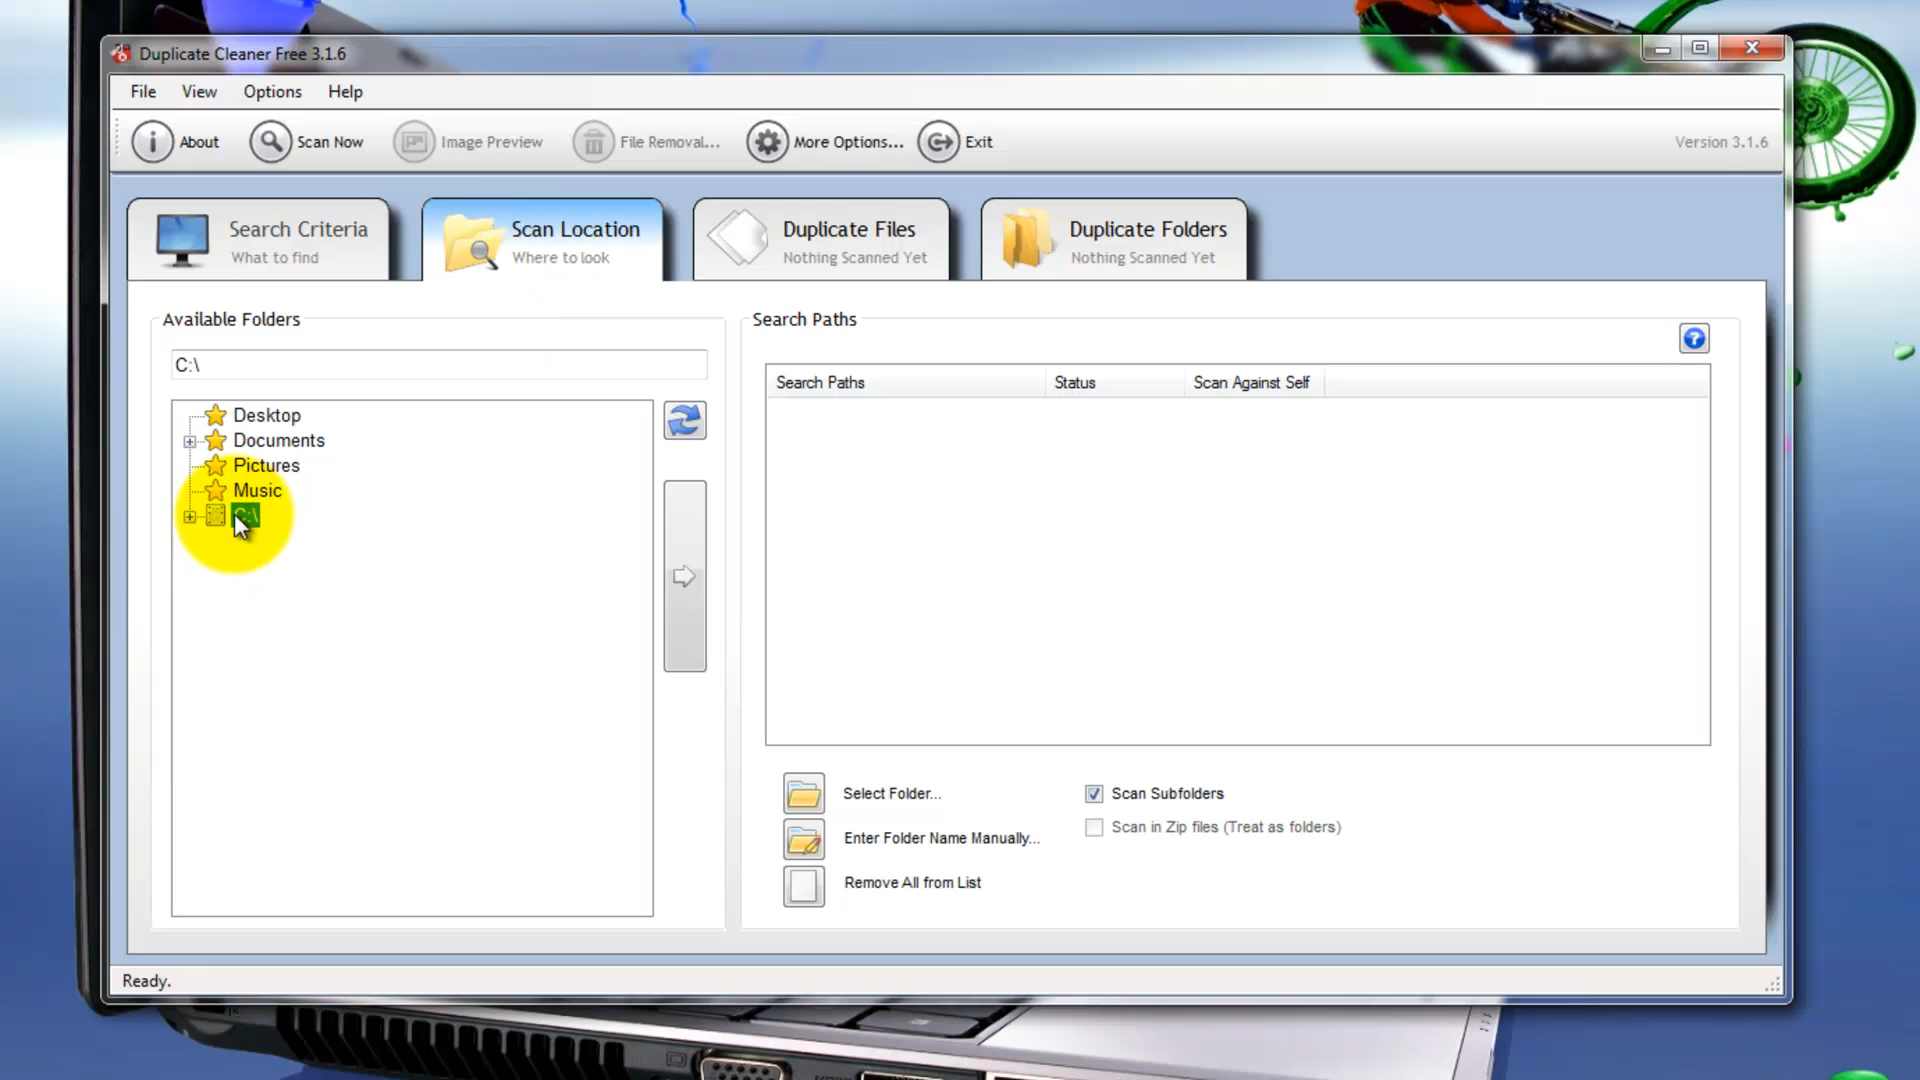 Duplicate Cleaner Free 3.1.6
File View Options Help
About Scan Now Image Preview File Removal... More Options... Exit Version 3.1.6
Search Criteria
What to find
Scan Location
Where to look
Duplicate Files
Nothing Scanned Yet
Duplicate Folders
Nothing Scanned Yet
Available Folders
C:\
Desktop
Documents
Pictures
Music
C:\
Search Paths
Search Paths Status Scan Against Self
Select Folder...
Enter Folder Name Manually...
Remove All from List
Scan Subfolders
Scan in Zip files (Treat as folders)
Ready.